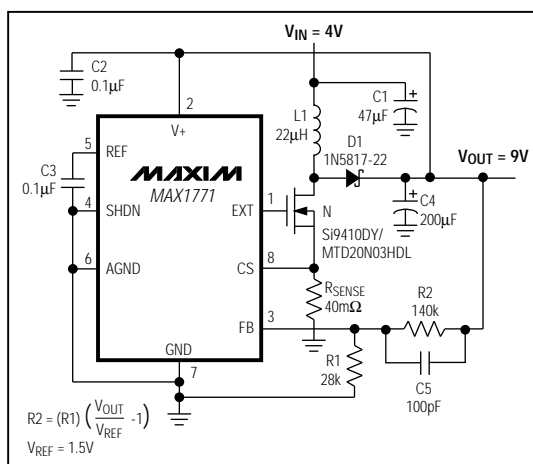 VIN = 4V
C2
0.1µF
2
V+
C1
47µF
L1
22µH
D1
1N5817-22
VOUT = 9V
5
REF
C3
0.1µF
MAXIM
MAX1771
4
SHDN
EXT
1
N
C4
200µF
Si9410DY/
MTD20N03HDL
6
AGND
CS
8
RSENSE
40mΩ
R2
140k
FB
3
GND
7
R1
28k
C5
100pF
R2 = (R1) (VOUT/VREF -1)
VREF = 1.5V